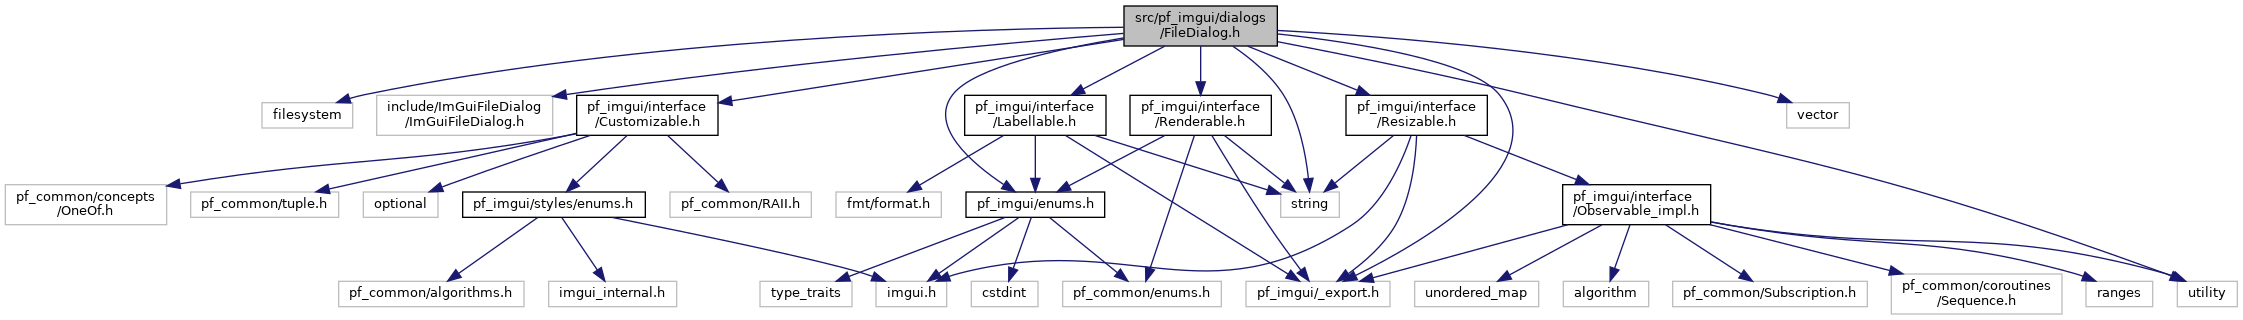 src/pf_imgui/dialogs
/FileDialog.h
filesystem
include/ImGuiFileDialog
/ImGuiFileDialog.h
pf_imgui/interface
/Customizable.h
pf_imgui/interface
/Labellable.h
pf_imgui/interface
/Renderable.h
pf_imgui/interface
/Resizable.h
vector
pf_common/concepts
/OneOf.h
pf_common/tuple.h
optional
pf_imgui/styles/enums.h
pf_common/RAII.h
fmt/format.h
pf_imgui/enums.h
string
pf_imgui/interface
/Observable_impl.h
pf_common/algorithms.h
imgui_internal.h
type_traits
imgui.h
cstdint
pf_common/enums.h
pf_imgui/_export.h
unordered_map
algorithm
pf_common/Subscription.h
pf_common/coroutines
/Sequence.h
ranges
utility